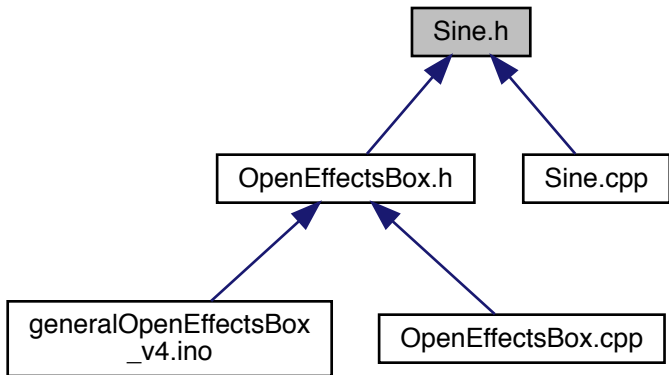 Sine.h
OpenEffectsBox.h
Sine.cpp
generalOpenEffectsBox
_v4.ino
OpenEffectsBox.cpp